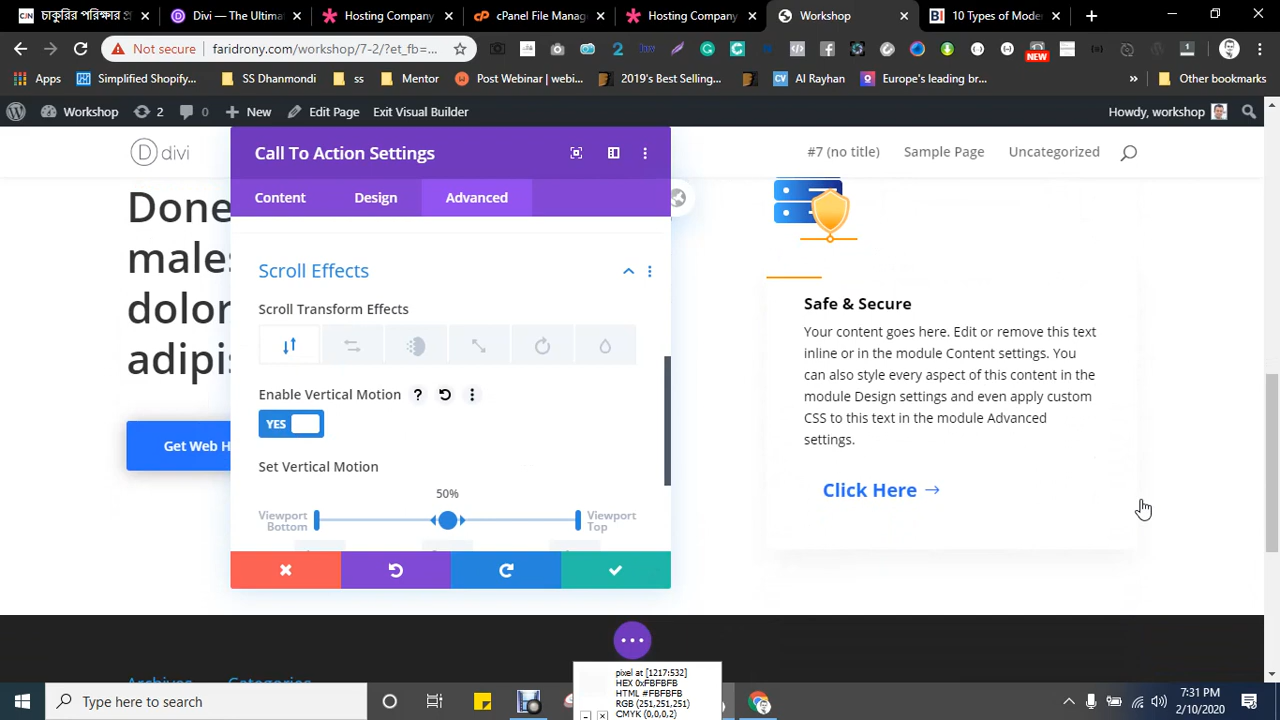 Divi — The Ultimat
Hosting Company
cPanel File Manag
Hosting Company
Workshop
10 Types of Moder
Not secure
faridrony.com/workshop/7-2/?et_fb=...
NEW
Apps
Simplified Shopify...
SS Dhanmondi
ss
Mentor
Post Webinar | webi...
2019's Best Selling...
Al Rayhan
Europe's leading br...
Other bookmarks
Workshop
2
0
New
Edit Page
Exit Visual Builder
Howdy, workshop
divi
#7 (no title)
Sample Page
Uncategorized
Call To Action Settings
Content
Design
Advanced
Done
males
dolor
adipis
Get Web H
Scroll Effects
Scroll Transform Effects
Enable Vertical Motion
YES
Set Vertical Motion
50%
Viewport
Bottom
Viewport
Top
Safe & Secure
Your content goes here. Edit or remove this text
inline or in the module Content settings. You
can also style every aspect of this content in the
module Design settings and even apply custom
CSS to this text in the module Advanced
settings.
Click Here →
Archives
Categories
pixel at [1217:532]
HEX 0xFBFBFB
HTML #FBFBFB
RGB (251,251,251)
CMYK (0,0,0,2)
Type here to search
7:31 PM
2/10/2020